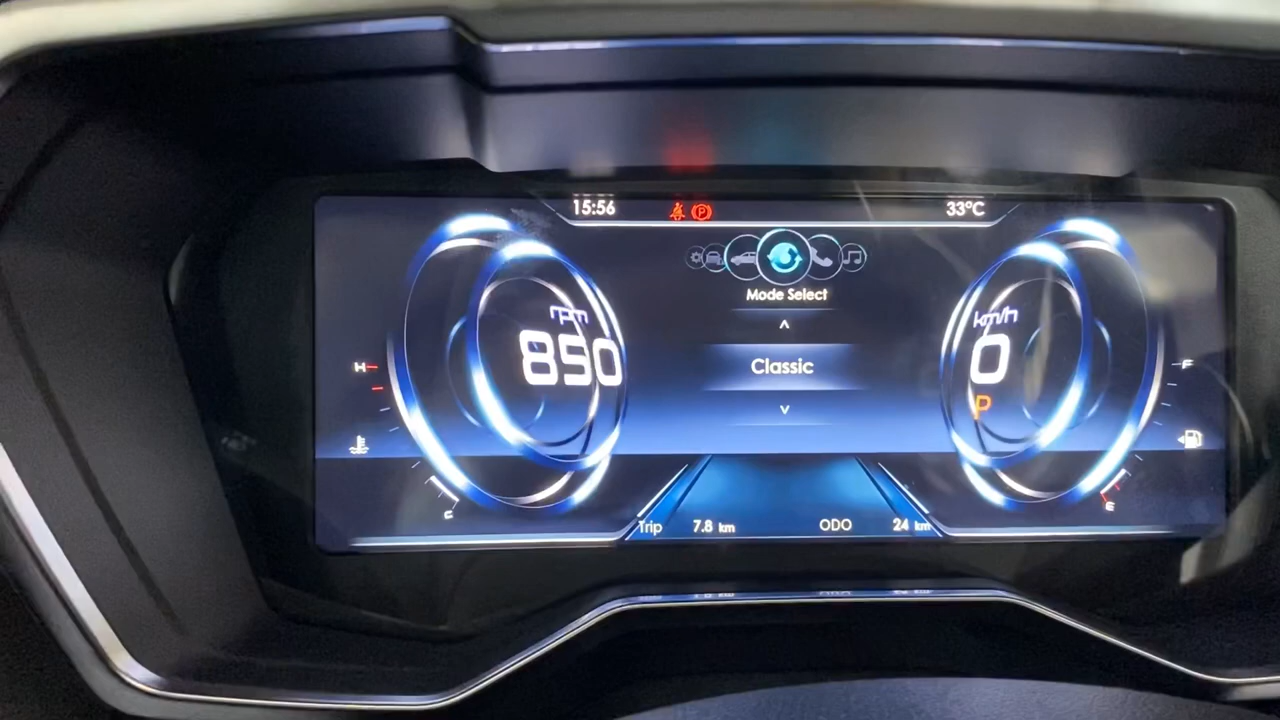 15:56
33°C
Mode Select
rpm
850
km/h
0
Classic
P
H
F
C
E
Trip 7.8 km ODO 24 km